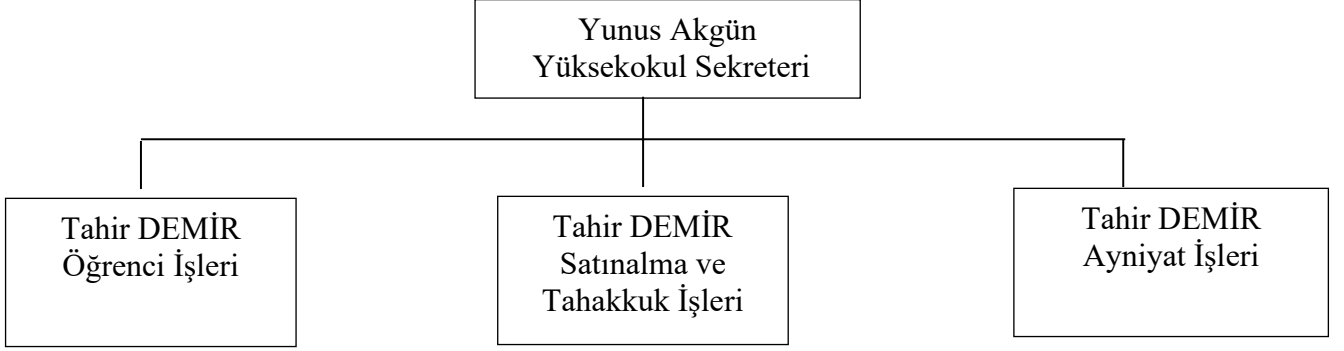 Yunus Akgün
Yüksekokul Sekreteri
Tahir DEMİR
Öğrenci İşleri
Tahir DEMİR
Satınalma ve
Tahakkuk İşleri
Tahir DEMİR
Ayniyat İşleri